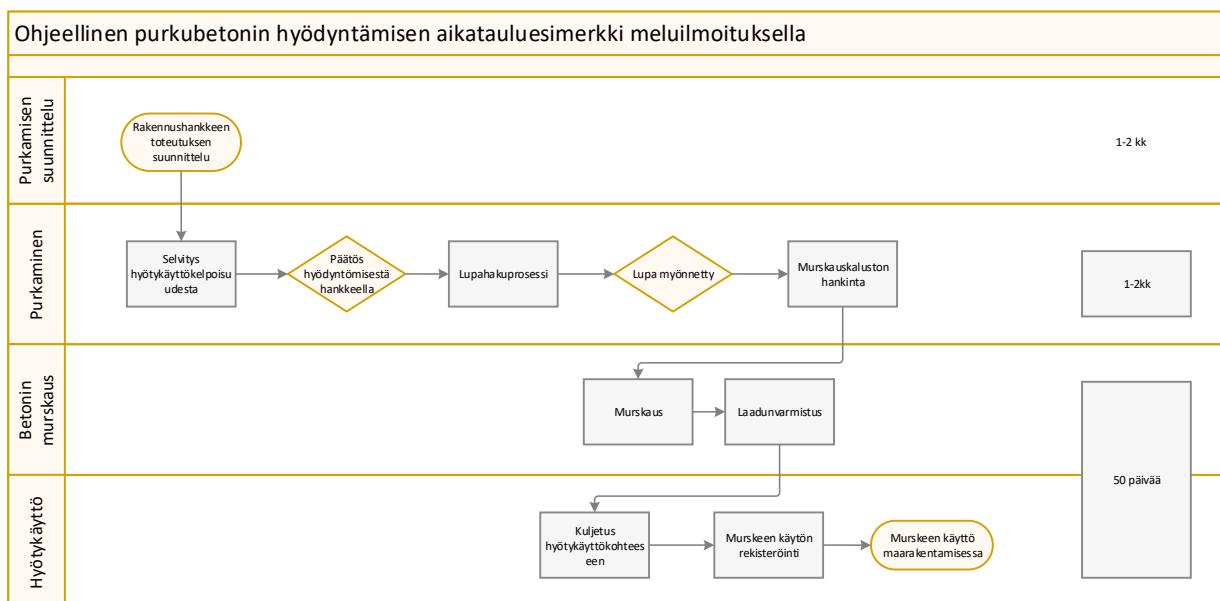 Ohjeellinen purkubetonin hyödyntämisen aikatauluesimerkki meluilmoituksella
Purkamisen
suunnittelu
Rakennushankkeen
toteutuksen
suunnittelu
1-2 kk
Purkaminen
Selvitys
hyötykäyttökelpoisu
udesta
Päätös
hyödyntömisestä
hankkeella
Lupahakuprosessi
Lupa myönnetty
Murskauskaluston
hankinta
1-2kk
Betonin
murskaus
Murskaus
Laadunvarmistus
50 päivää
Hyötykäyttö
Kuljetus
hyötykäyttökohtees
een
Murskeen käytön
rekisteröinti
Murskeen käyttö
maarakentamisessa